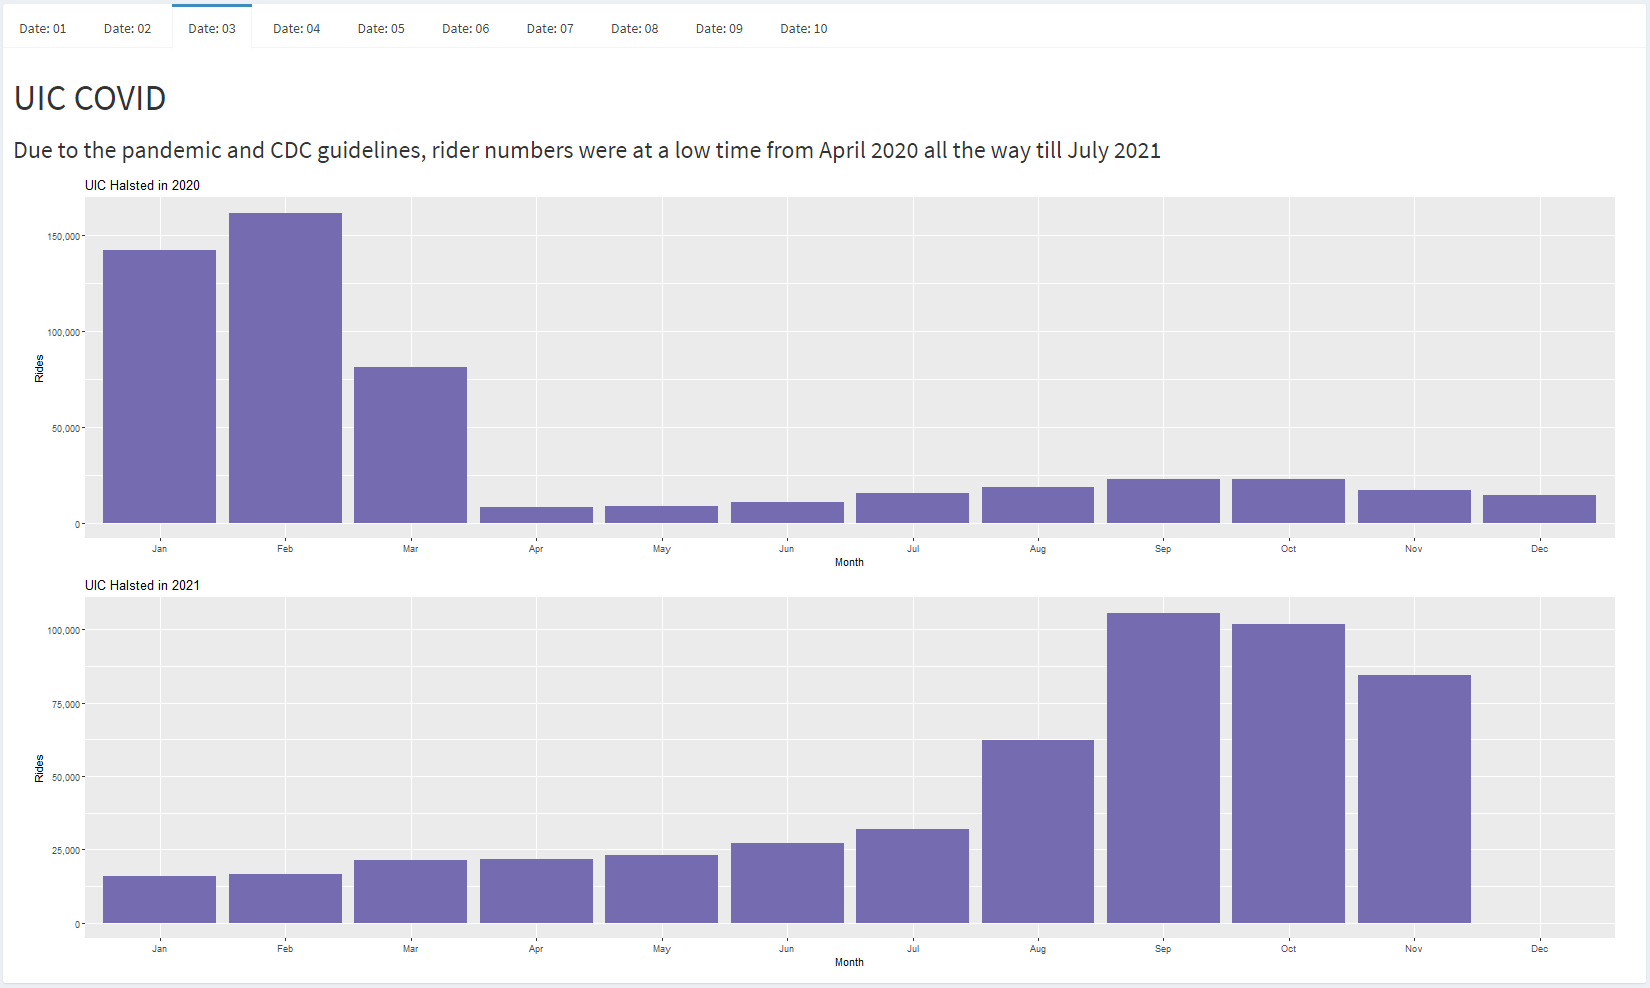 Date: 01 Date: 02 Date: 03 Date: 04 Date: 05 Date: 06 Date: 07 Date: 08 Date: 09 Date: 10
UIC COVID
Due to the pandemic and CDC guidelines, rider numbers were at a low time from April 2020 all the way till July 2021
UIC Halsted in 2020
150,000
100,000
50,000
0
Rides
Jan Feb Mar Apr May Jun Jul Aug Sep Oct Nov Dec
Month
UIC Halsted in 2021
100,000
75,000
50,000
25,000
0
Rides
Jan Feb Mar Apr May Jun Jul Aug Sep Oct Nov Dec
Month